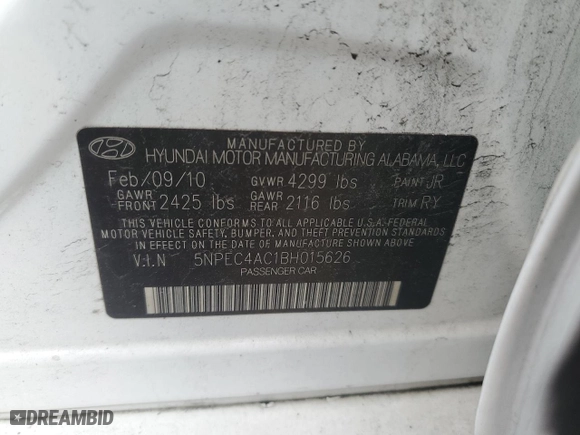 MANUFACTURED BY
HYUNDAI MOTOR MANUFACTURING ALABAMA, LLC
Feb/09/10 GVWR 4299 lbs PAINT JR
GAWR FRONT 2425 lbs GAWR REAR 2116 lbs TRIM RY
THIS VEHICLE CONFORMS TO ALL APPLICABLE U.S.A-FEDERAL
MOTOR VEHICLE SAFETY, BUMPER, AND THEFT PREVENTION STANDARDS
IN EFFECT ON THE DATE OF MANUFACTURE SHOWN ABOVE.
V.I.N 5NPEC4AC1BH015626
PASSENGER CAR
DREAMBID